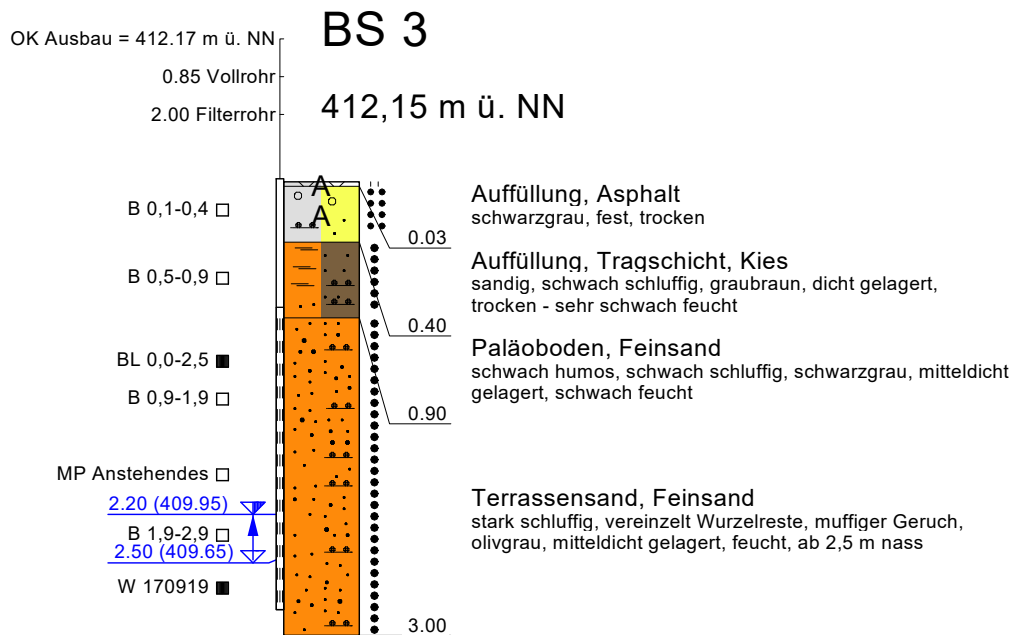 BS 3
OK Ausbau = 412.17 m ü. NN
0.85 Vollrohr
412,15 m ü. NN
2.00 Filterrohr
A
Auffüllung, Asphalt
B 0,1-0,4
A
schwarzgrau, fest, trocken
0.03
Auffüllung, Tragschicht, Kies
B 0,5-0,9
sandig, schwach schluffig, graubraun, dicht gelagert,
trocken - sehr schwach feucht
0.40
Paläoboden, Feinsand
BL 0,0-2,5
schwach humos, schwach schluffig, schwarzgrau, mitteldicht
gelagert, schwach feucht
B 0,9-1,9
0.90
MP Anstehendes
2.20 (409.95)
Terrassensand, Feinsand
stark schluffig, vereinzelt Wurzelreste, muffiger Geruch,
B 1,9-2,9
olivgrau, mitteldicht gelagert, feucht, ab 2,5 m nass
2.50 (409.65)
W 170919
3.00